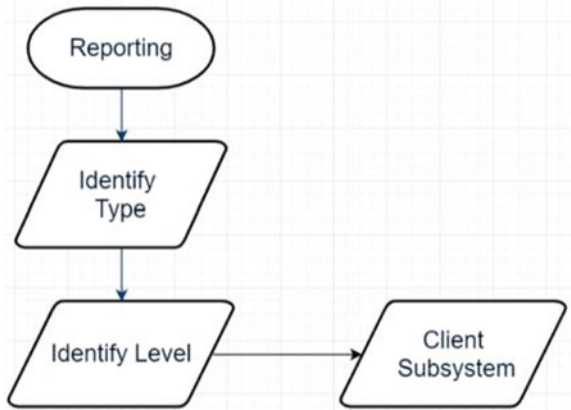 Reporting
Identify
Type
Identify Level
Client
Subsystem